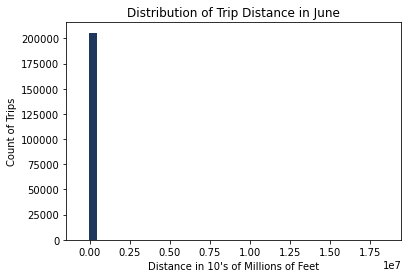 Distribution of Trip Distance in June
200000
175000
150000
125000
100000
75000
50000
25000
0
Count of Trips
0.00 0.25 0.50 0.75 1.00 1.25 1.50 1.75
1e7
Distance in 10's of Millions of Feet